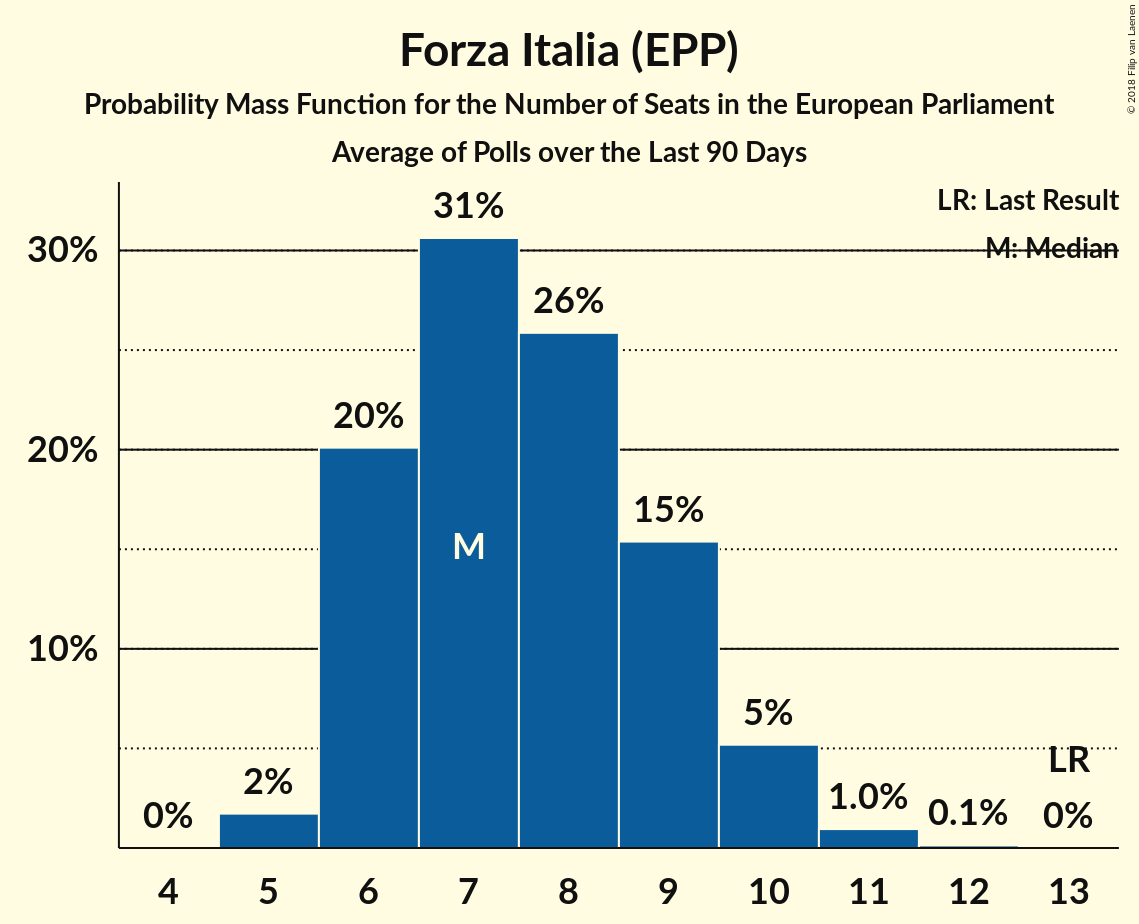 Forza Italia (EPP)
Probability Mass Function for the Number of Seats in the European Parliament
Average of Polls over the Last 90 Days
© 2018 Filip van Laenen
LR: Last Result
M: Median
30%
20%
10%
0%
2%
20%
31%
26%
15%
5%
1.0%
0.1%
0%
M
LR
4 5 6 7 8 9 10 11 12 13